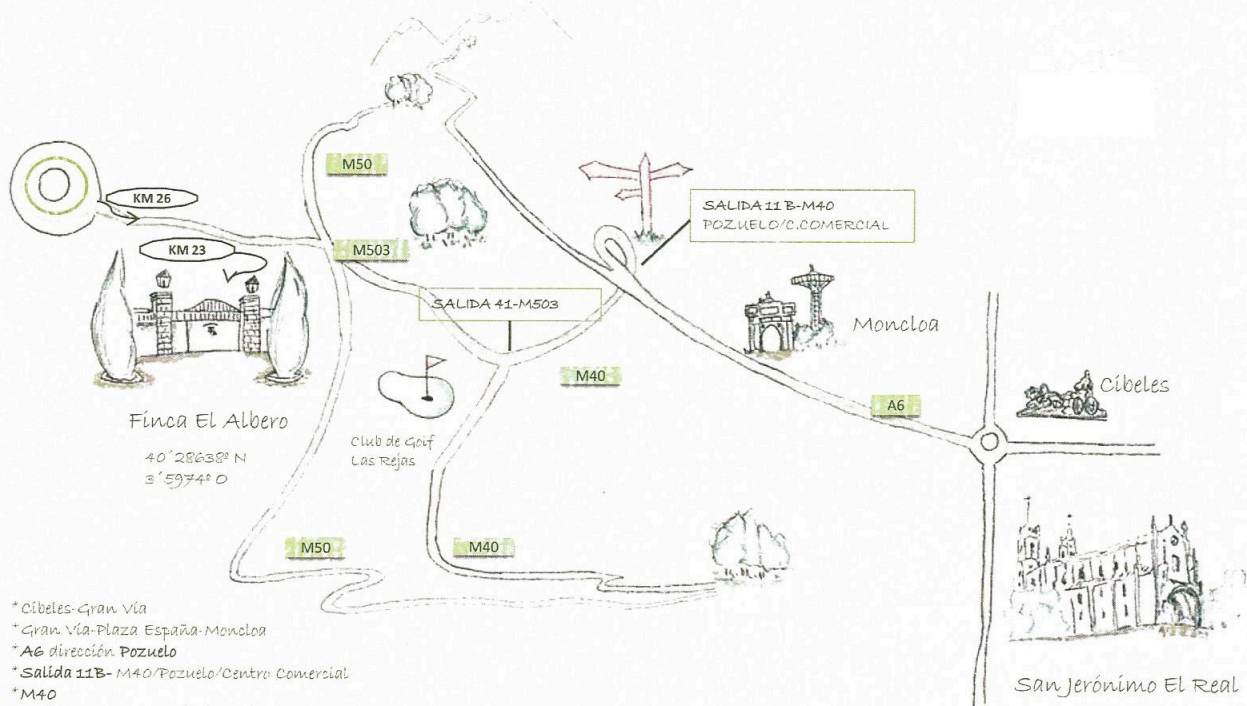 M50
KM 26
SALIDA 11 B-M40
POZUELO/C.COMERCIAL
KM 23
M503
SALIDA 41-M503
Moncloa
M40
Cibeles
A6
Finca El Albero
40´28638º N
3´5974º O
Club de Golf
Las Rejas
M50
M40
*Cibeles-Gran Vía
*Gran Vía-Plaza España-Moncloa
*A6 dirección Pozuelo
*Salida 11B- M40/Pozuelo/Centro Comercial
*M40
San Jerónimo El Real